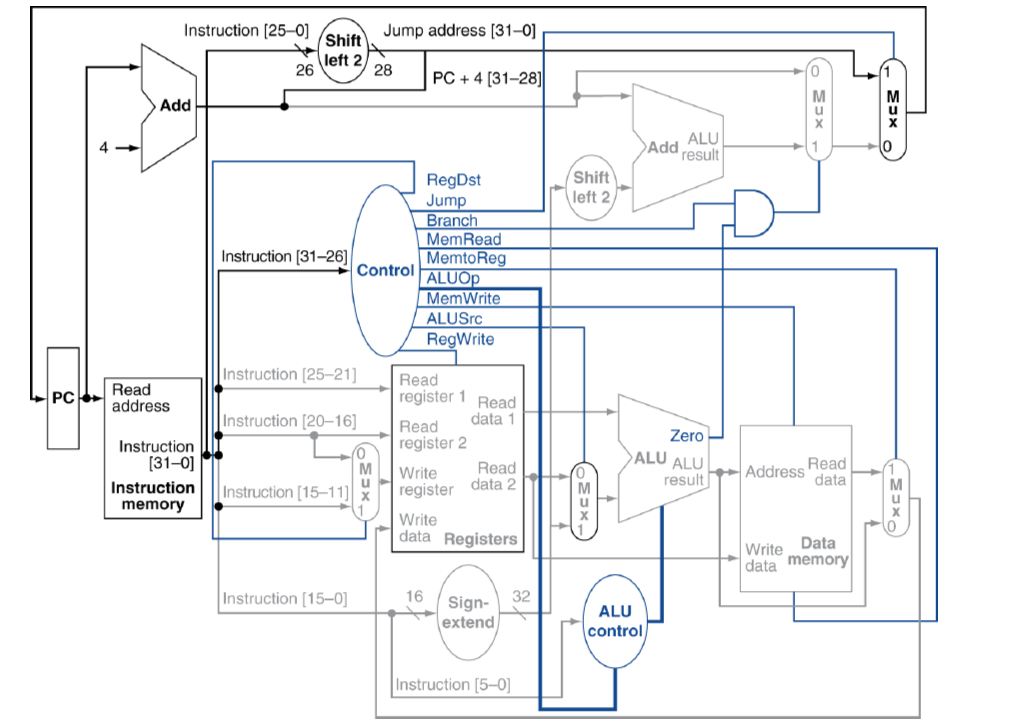 Instruction [25–0]
Shift
left 2
Jump address [31–0]
26
28
PC + 4 [31–28]
Add
4
0
M
u
x
1
1
M
u
x
0
Add
ALU
result
Shift
left 2
RegDst
Jump
Branch
MemRead
MemtoReg
ALUOp
MemWrite
ALUSrc
RegWrite
Instruction [31–26]
Control
PC
Read
address
Instruction
[31–0]
Instruction
memory
Instruction [25–21]
Instruction [20–16]
Instruction [15–11]
0
M
u
x
1
Read
register 1
Read
register 2
Write
register
Write
data
Read
data 1
Read
data 2
Registers
0
M
u
x
1
Zero
ALU
ALU
result
Address
Read
data
Write
data
Data
memory
1
M
u
x
0
Instruction [15–0]
16
Sign-
extend
32
ALU
control
Instruction [5–0]